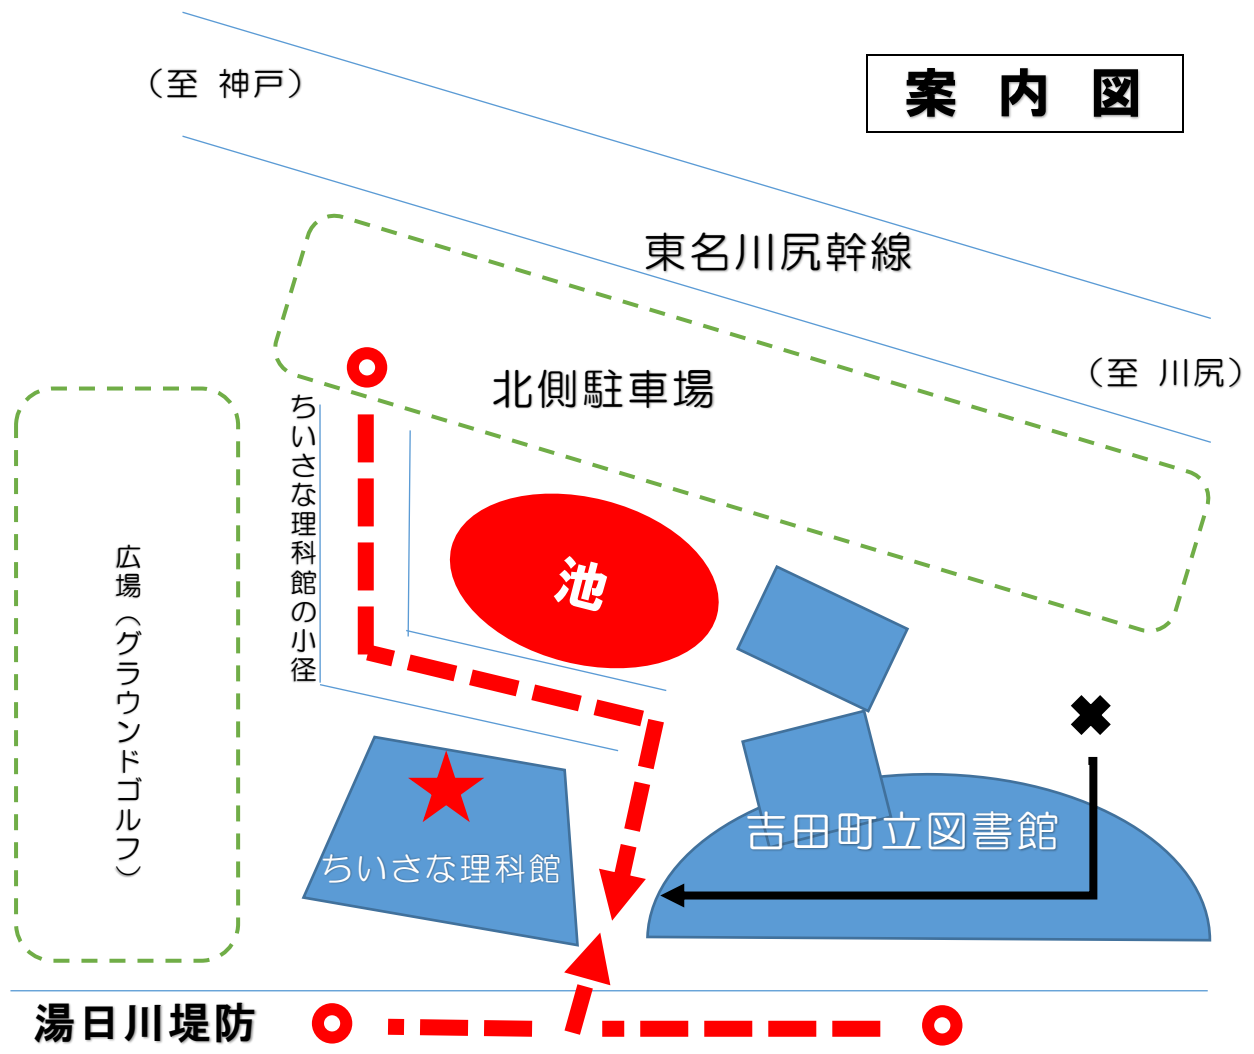 案内図
（至 神戸）
東名川尻幹線
（至 川尻）
北側駐車場
ちいさな理科館の小径
池
広場（グラウンドゴルフ）
吉田町立図書館
ちいさな理科館
湯日川堤防